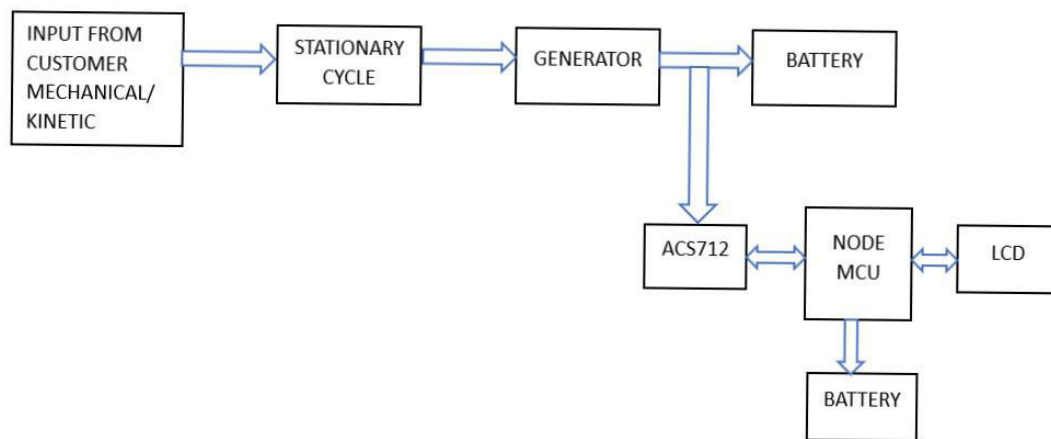 INPUT FROM
CUSTOMER
MECHANICAL/
KINETIC
STATIONARY
CYCLE
GENERATOR
BATTERY
ACS712
NODE
MCU
LCD
BATTERY